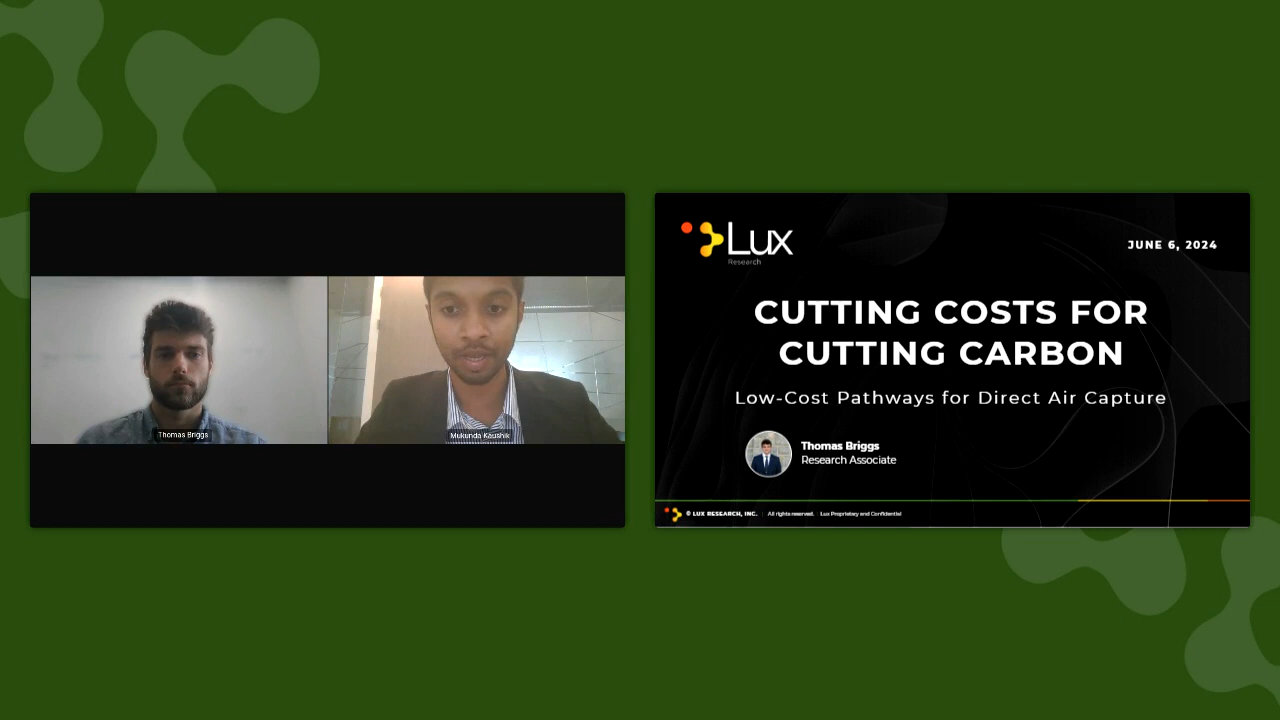 Thomas Briggs
Mukunda Kaushik
Lux
Research
JUNE 6, 2024
CUTTING COSTS FOR
CUTTING CARBON
Low-Cost Pathways for Direct Air Capture
Thomas Briggs
Research Associate
© LUX RESEARCH, INC. | All rights reserved. Lux Proprietary and Confidential